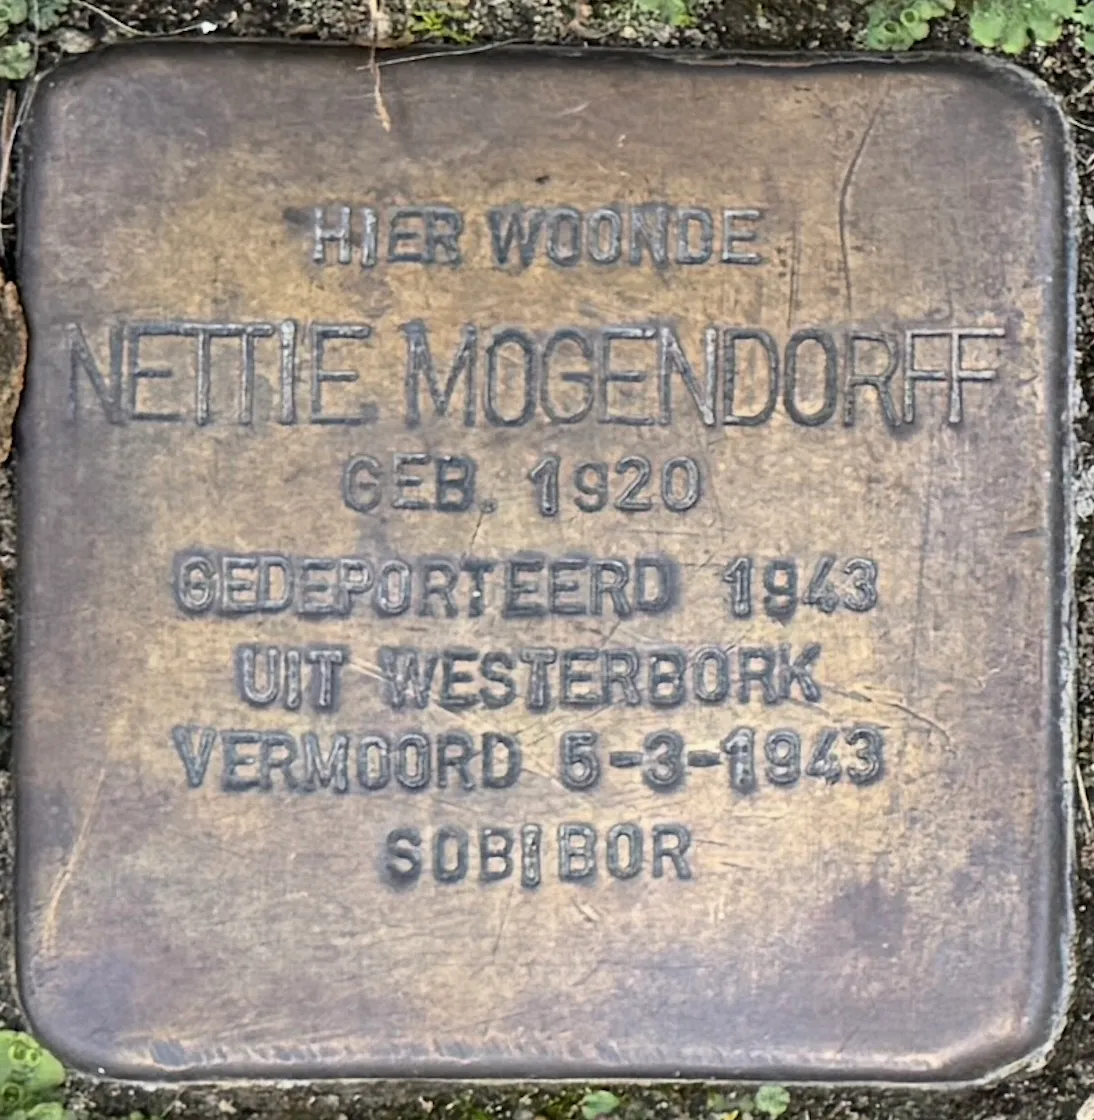 HIER WOONDE
NETTIE MOGENDORFF
GEB. 1920
GEDEPORTEERD 1943
UIT WESTERBORK
VERMOORD 5-3-1943
SOBIBOR